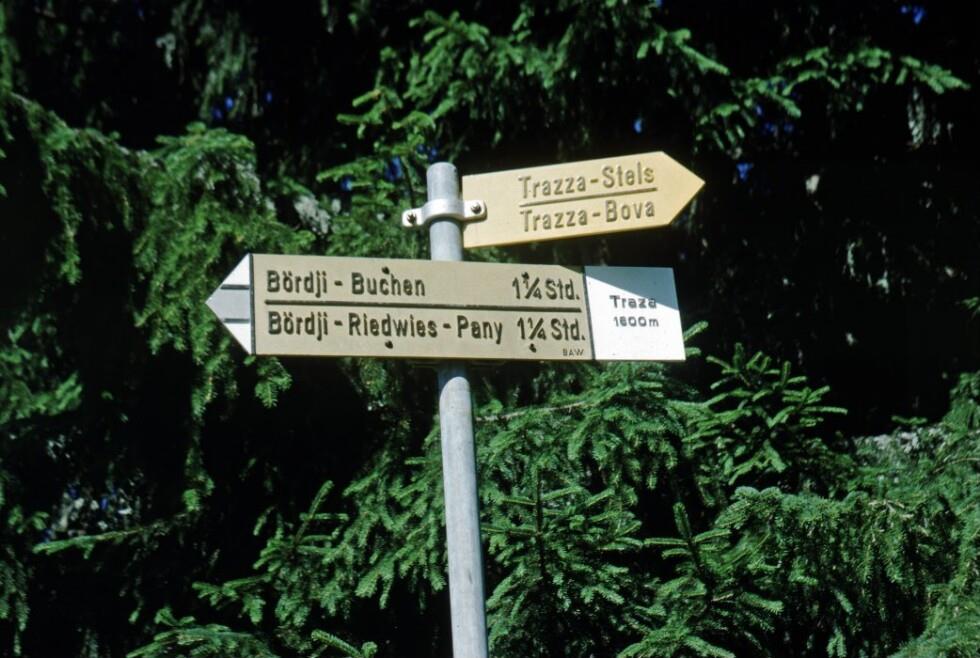 Trazza-Stels
Trazza-Bova
Bördji - Buchen 1¼ Std.
Bördji - Riedwies - Pany 1¼ Std.
BAW
Traza
1600m